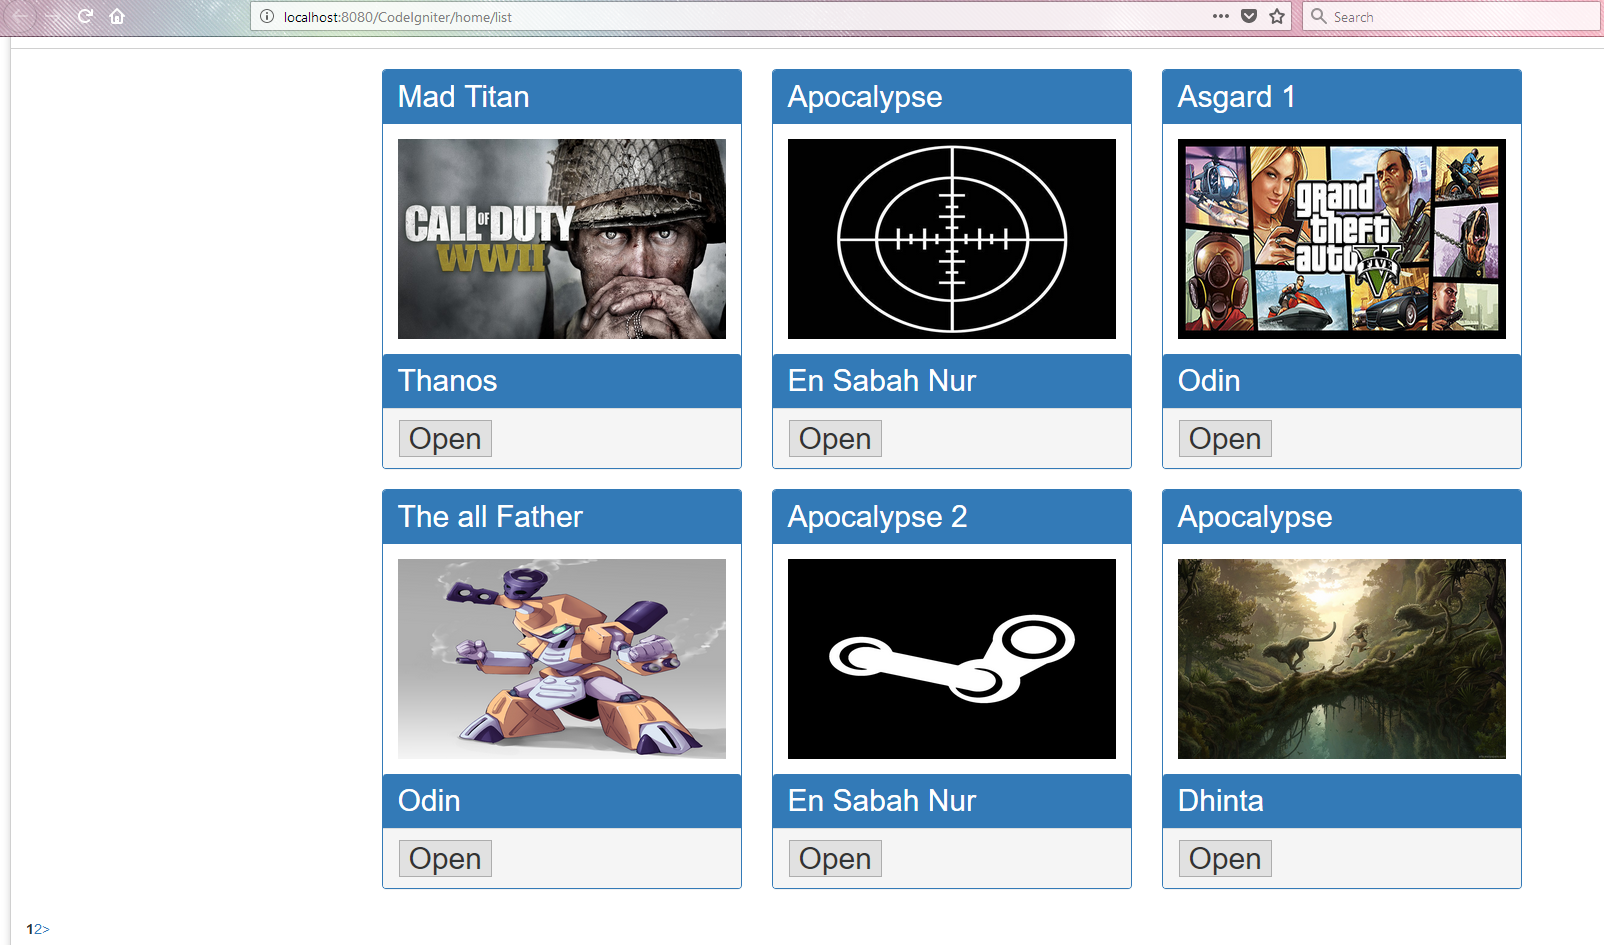 localhost:8080/CodeIgniter/home/list
Search
Mad Titan
Apocalypse
Asgard 1
CALL OF DUTY
WWII
grand
theft
auto
V
FIVE
Thanos
En Sabah Nur
Odin
Open
Open
Open
The all Father
Apocalypse 2
Apocalypse
Odin
En Sabah Nur
Dhinta
Open
Open
Open
12>